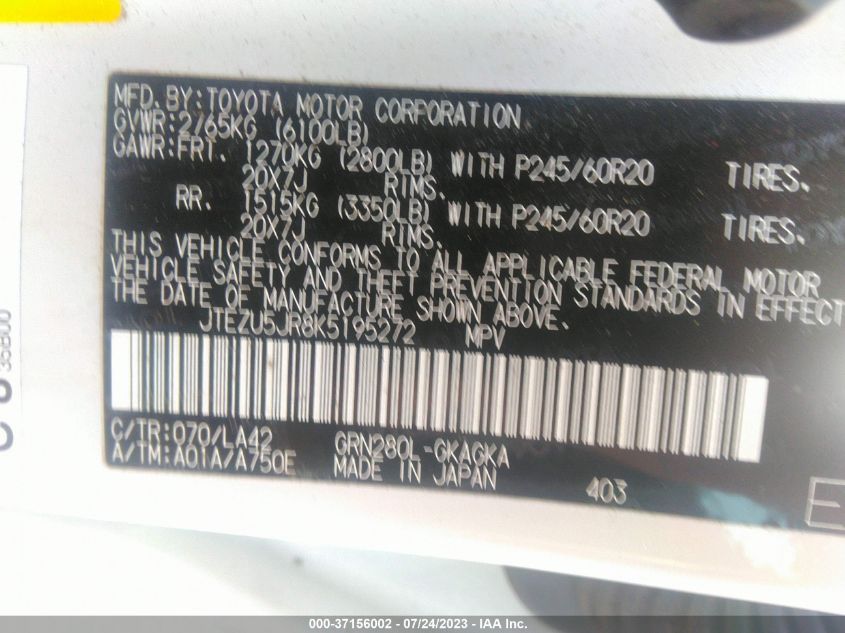 MFD. BY: TOYOTA MOTOR CORPORATION
GVWR: 2765KG (6100LB)
GAWR: FRT. 1270KG (2800LB) WITH P245/60R20 TIRES.
20X7J RIMS.
RR. 1515KG (3350LB) WITH P245/60R20 TIRES.
20X7J RIMS.
THIS VEHICLE CONFORMS TO ALL APPLICABLE FEDERAL MOTOR
VEHICLE SAFETY AND THEFT PREVENTION STANDARDS IN EFFECT
THE DATE OF MANUFACTURE SHOWN ABOVE.
JTEZU5JR8K5195272 MPV
C/TR: 070/LA42 GRN280L-GKAGKA
A/TM: A01A/A750E MADE IN JAPAN 403
000-37156002 - 07/24/2023 - IAA Inc.